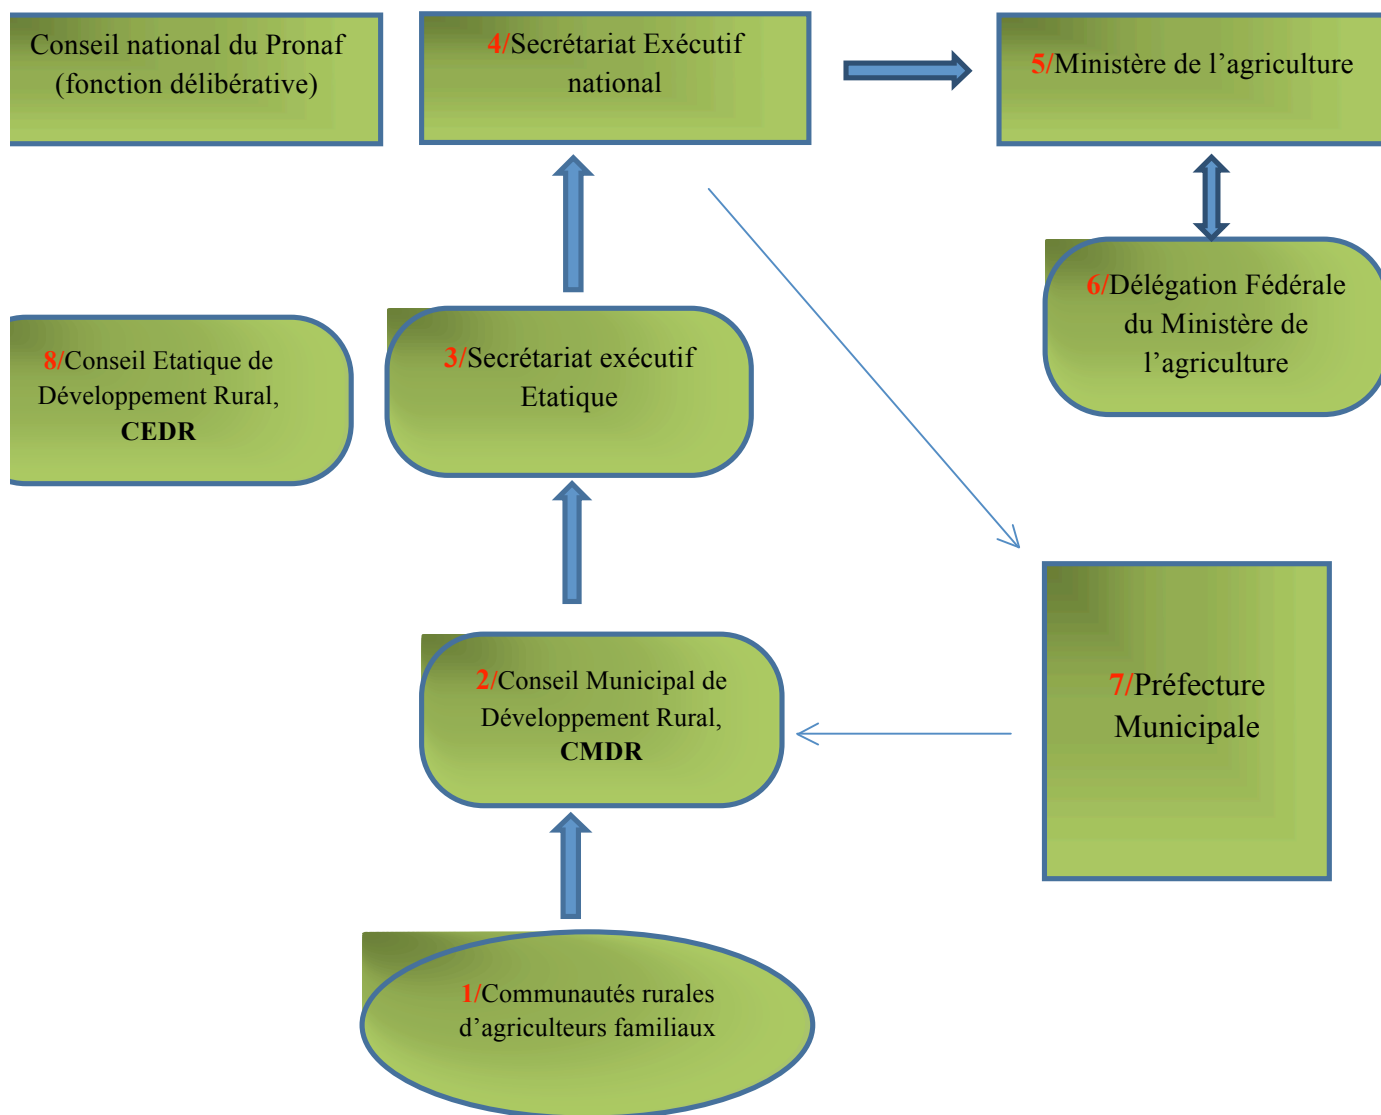 Conseil national du Pronaf
(fonction délibérative)
4/Secrétariat Exécutif
national
5/Ministère de l’agriculture
6/Délégation Fédérale
du Ministère de
l’agriculture
8/Conseil Etatique de
Développement Rural,
CEDR
3/Secrétariat exécutif
Etatique
2/Conseil Municipal de
Développement Rural,
CMDR
7/Préfecture
Municipale
1/Communautés rurales
d’agriculteurs familiaux